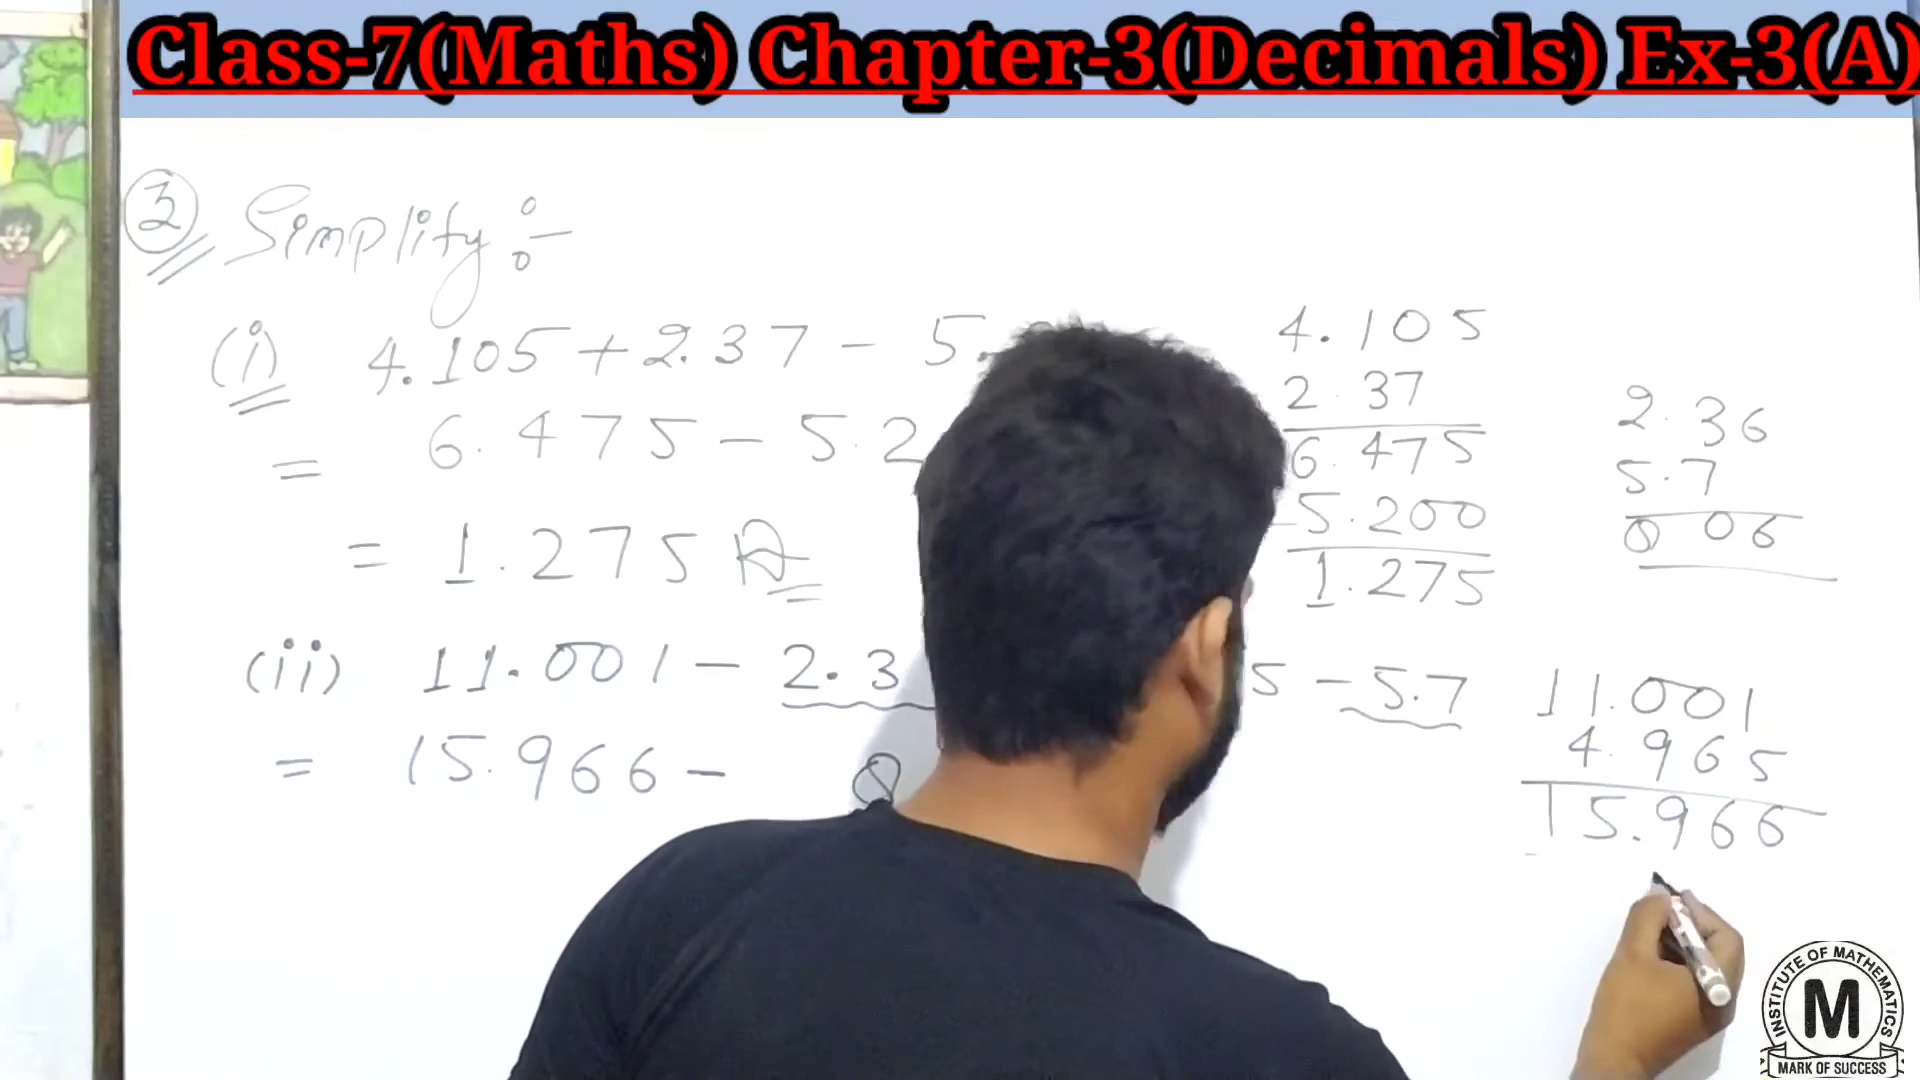 Class-7(Maths) Chapter-3(Decimals) Ex-3(A)
3 Simplify :-
(i) 4.105 + 2.37 - 5.
= 6.475 - 5.2
= 1.275
4.105
2.37
6.475
5.200
1.275
2.36
5.7
8 06
(ii) 11.001 - 2.3 5 - 5.7
= 15.966 - 8
11.001
4.965
15.966
INSTITUTE OF MATHEMATICS
M
MARK OF SUCCESS